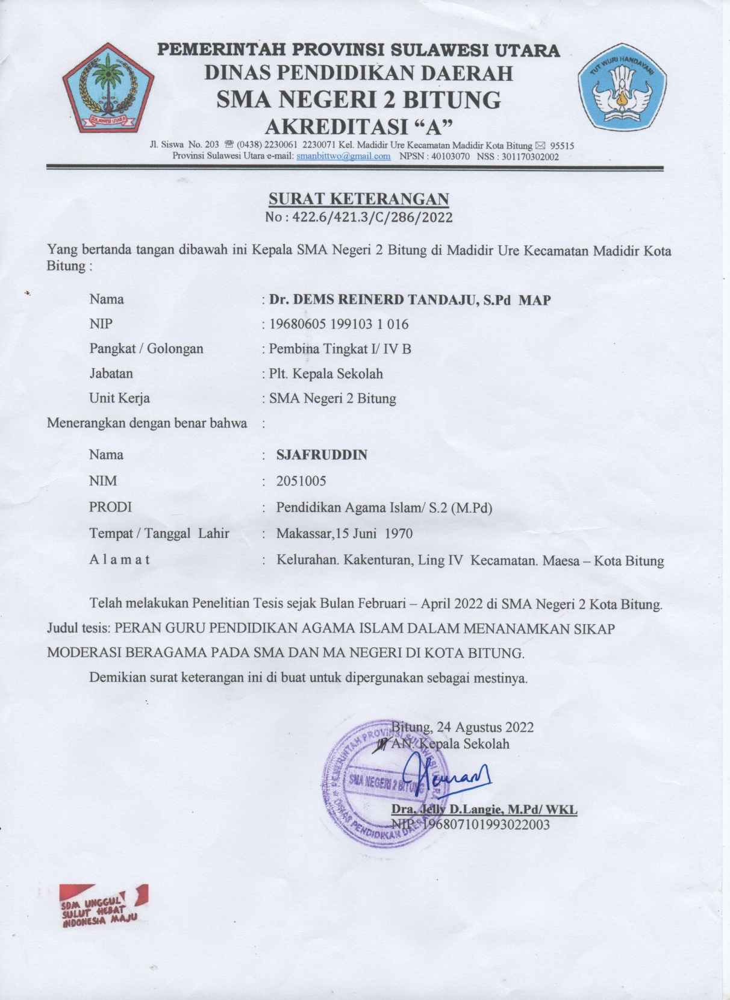 PEMERINTAH PROVINSI SULAWESI UTARA
DINAS PENDIDIKAN DAERAH
SMA NEGERI 2 BITUNG
AKREDITASI “A”
Jl. Siswa No. 203 ☏ (0438) 2230061 2230071 Kel. Madidir Ure Kecamatan Madidir Kota Bitung ✉ 95515
Provinsi Sulawesi Utara e-mail: smanbittwo@gmail.com NPSN : 40103070 NSS : 301170302002
SULAWESI UTARA
TUT WURI HANDAYANI
SURAT KETERANGAN
No : 422.6/421.3/C/286/2022
Yang bertanda tangan dibawah ini Kepala SMA Negeri 2 Bitung di Madidir Ure Kecamatan Madidir Kota
Bitung :
Nama : Dr. DEMS REINERD TANDAJU, S.Pd MAP
NIP : 19680605 199103 1 016
Pangkat / Golongan : Pembina Tingkat I/ IV B
Jabatan : Plt. Kepala Sekolah
Unit Kerja : SMA Negeri 2 Bitung
Menerangkan dengan benar bahwa :
Nama : SJAFRUDDIN
NIM : 2051005
PRODI : Pendidikan Agama Islam/ S.2 (M.Pd)
Tempat / Tanggal Lahir : Makassar,15 Juni 1970
A l a m a t : Kelurahan. Kakenturan, Ling IV Kecamatan. Maesa – Kota Bitung
Telah melakukan Penelitian Tesis sejak Bulan Februari – April 2022 di SMA Negeri 2 Kota Bitung.
Judul tesis: PERAN GURU PENDIDIKAN AGAMA ISLAM DALAM MENANAMKAN SIKAP
MODERASI BERAGAMA PADA SMA DAN MA NEGERI DI KOTA BITUNG.
Demikian surat keterangan ini di buat untuk dipergunakan sebagai mestinya.
Bitung, 24 Agustus 2022
AN. Kepala Sekolah
PEMERINTAH PROVINSI SULAWESI UTARA
SMA NEGERI 2 BITUNG
DINAS PENDIDIKAN DAERAH
Dra. Jelly D.Langie, M.Pd/ WKL
NIP. 196807101993022003
SDM UNGGUL
SULUT HEBAT
INDONESIA MAJU